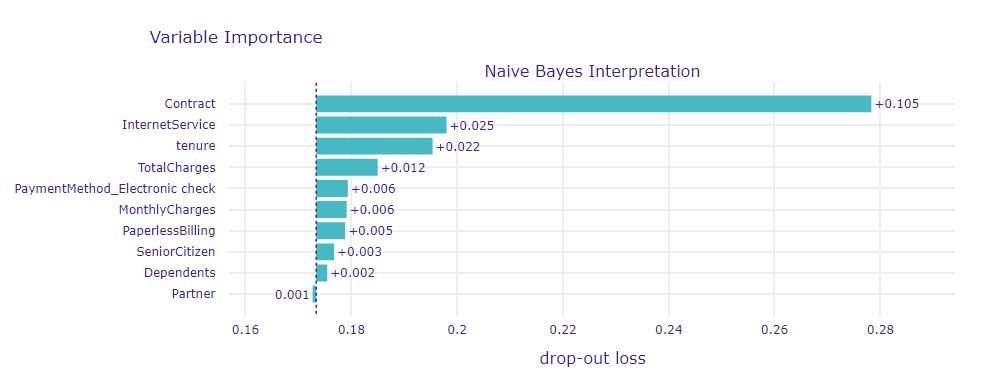 Variable Importance
Naive Bayes Interpretation
Contract +0.105
InternetService +0.025
tenure +0.022
TotalCharges +0.012
PaymentMethod_Electronic check +0.006
MonthlyCharges +0.006
PaperlessBilling +0.005
SeniorCitizen +0.003
Dependents +0.002
Partner 0.001
0.16 0.18 0.2 0.22 0.24 0.26 0.28
drop-out loss